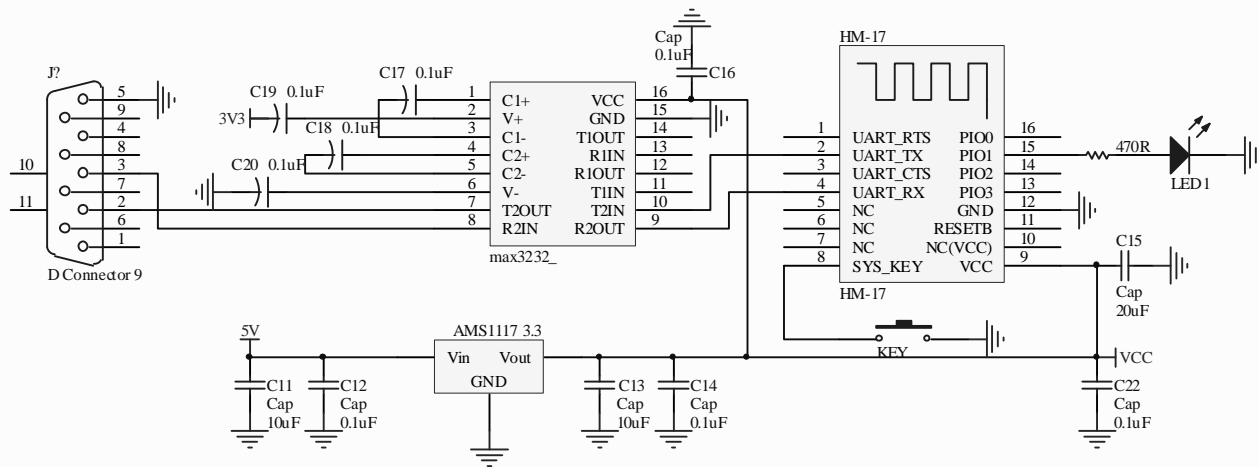 Cap
0.1uF
C16
HM-17
J?
C17
0.1uF
C19
0.1uF
3V3
C18
0.1uF
C20
0.1uF
5
9
4
8
3
7
2
6
1
10
11
D Connector 9
1 C1+ VCC 16
2 V+ GND 15
3 C1- T1OUT 14
4 C2+ R1IN 13
5 C2- R1OUT 12
6 V- T1IN 11
7 T2OUT T2IN 10
8 R2IN R2OUT 9
max3232_
1 UART_RTS PIO0 16
2 UART_TX PIO1 15
3 UART_CTS PIO2 14
4 UART_RX PIO3 13
5 NC GND 12
6 NC RESETB 11
7 NC NC(VCC) 10
8 SYS_KEY VCC 9
HM-17
470R
LED1
C15
Cap
20uF
KEY
5V
AMS1117 3.3
Vin Vout
GND
C11
Cap
10uF
C12
Cap
0.1uF
C13
Cap
10uF
C14
Cap
0.1uF
VCC
C22
Cap
0.1uF